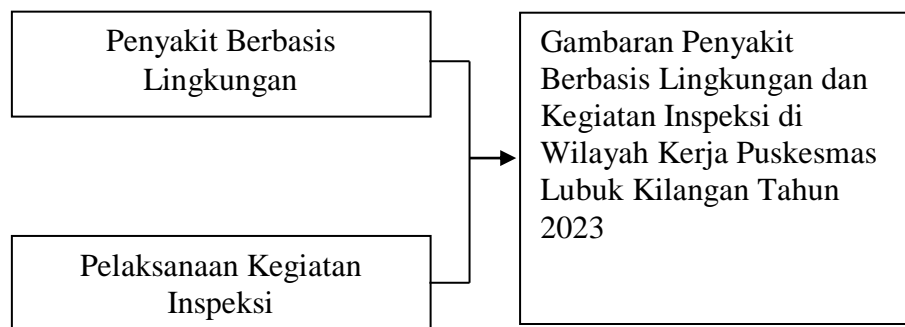 Penyakit Berbasis
Lingkungan
Pelaksanaan Kegiatan
Inspeksi
Gambaran Penyakit
Berbasis Lingkungan dan
Kegiatan Inspeksi di
Wilayah Kerja Puskesmas
Lubuk Kilangan Tahun
2023